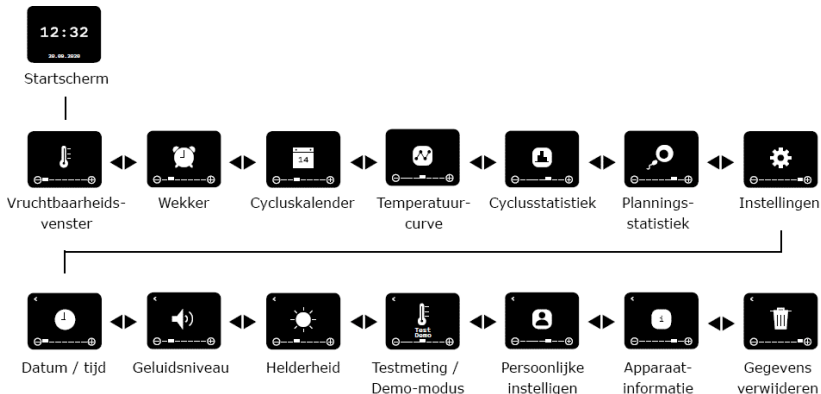 12:32
28.09.2020
Startscherm
14
Vruchtbaarheids-
venster
Wekker
Cycluskalender
Temperatuur-
curve
Cyclusstatistiek
Plannings-
statistiek
Instellingen
Test
Demo
i
Datum / tijd
Geluidsniveau
Helderheid
Testmeting /
Demo-modus
Persoonlijke
instelligen
Apparaat-
informatie
Gegevens
verwijderen